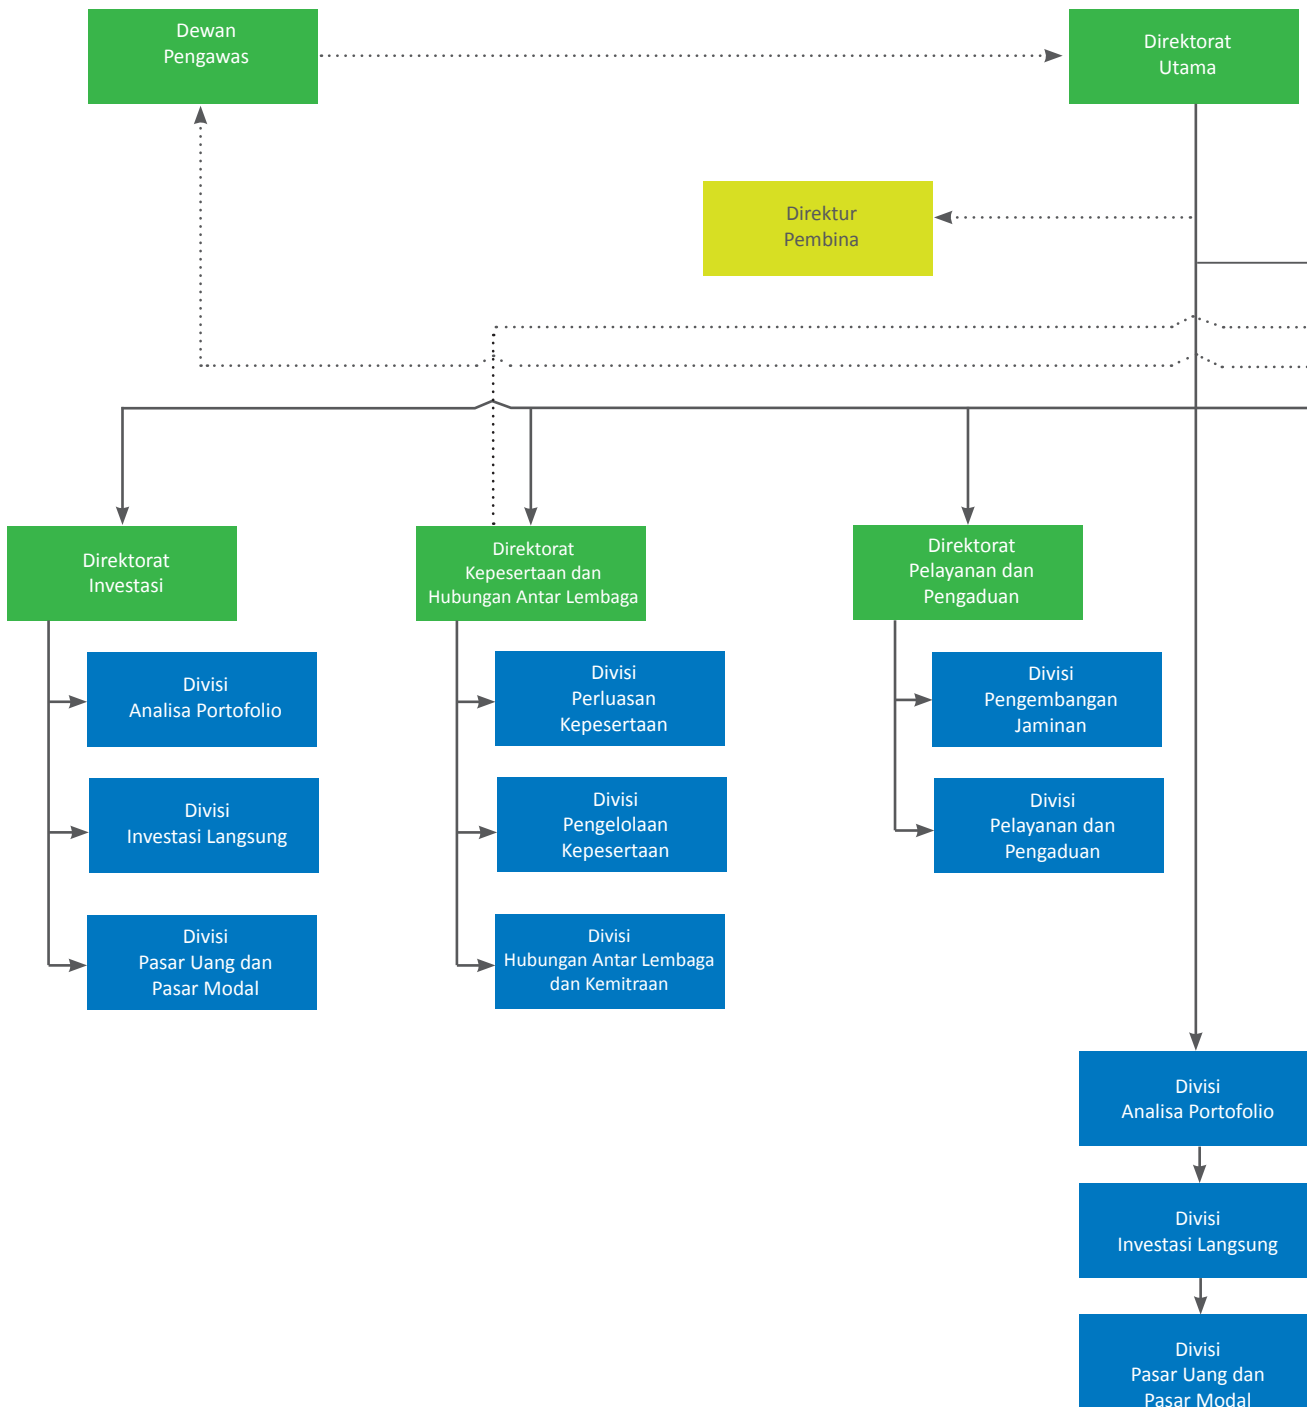 Dewan
Pengawas
Direktorat
Utama
Direktur
Pembina
Direktorat
Investasi
Direktorat
Kepesertaan dan
Hubungan Antar Lembaga
Direktorat
Pelayanan dan
Pengaduan
Divisi
Analisa Portofolio
Divisi
Perluasan
Kepesertaan
Divisi
Pengembangan
Jaminan
Divisi
Investasi Langsung
Divisi
Pengelolaan
Kepesertaan
Divisi
Pelayanan dan
Pengaduan
Divisi
Pasar Uang dan
Pasar Modal
Divisi
Hubungan Antar Lembaga
dan Kemitraan
Divisi
Analisa Portofolio
Divisi
Investasi Langsung
Divisi
Pasar Uang dan
Pasar Modal